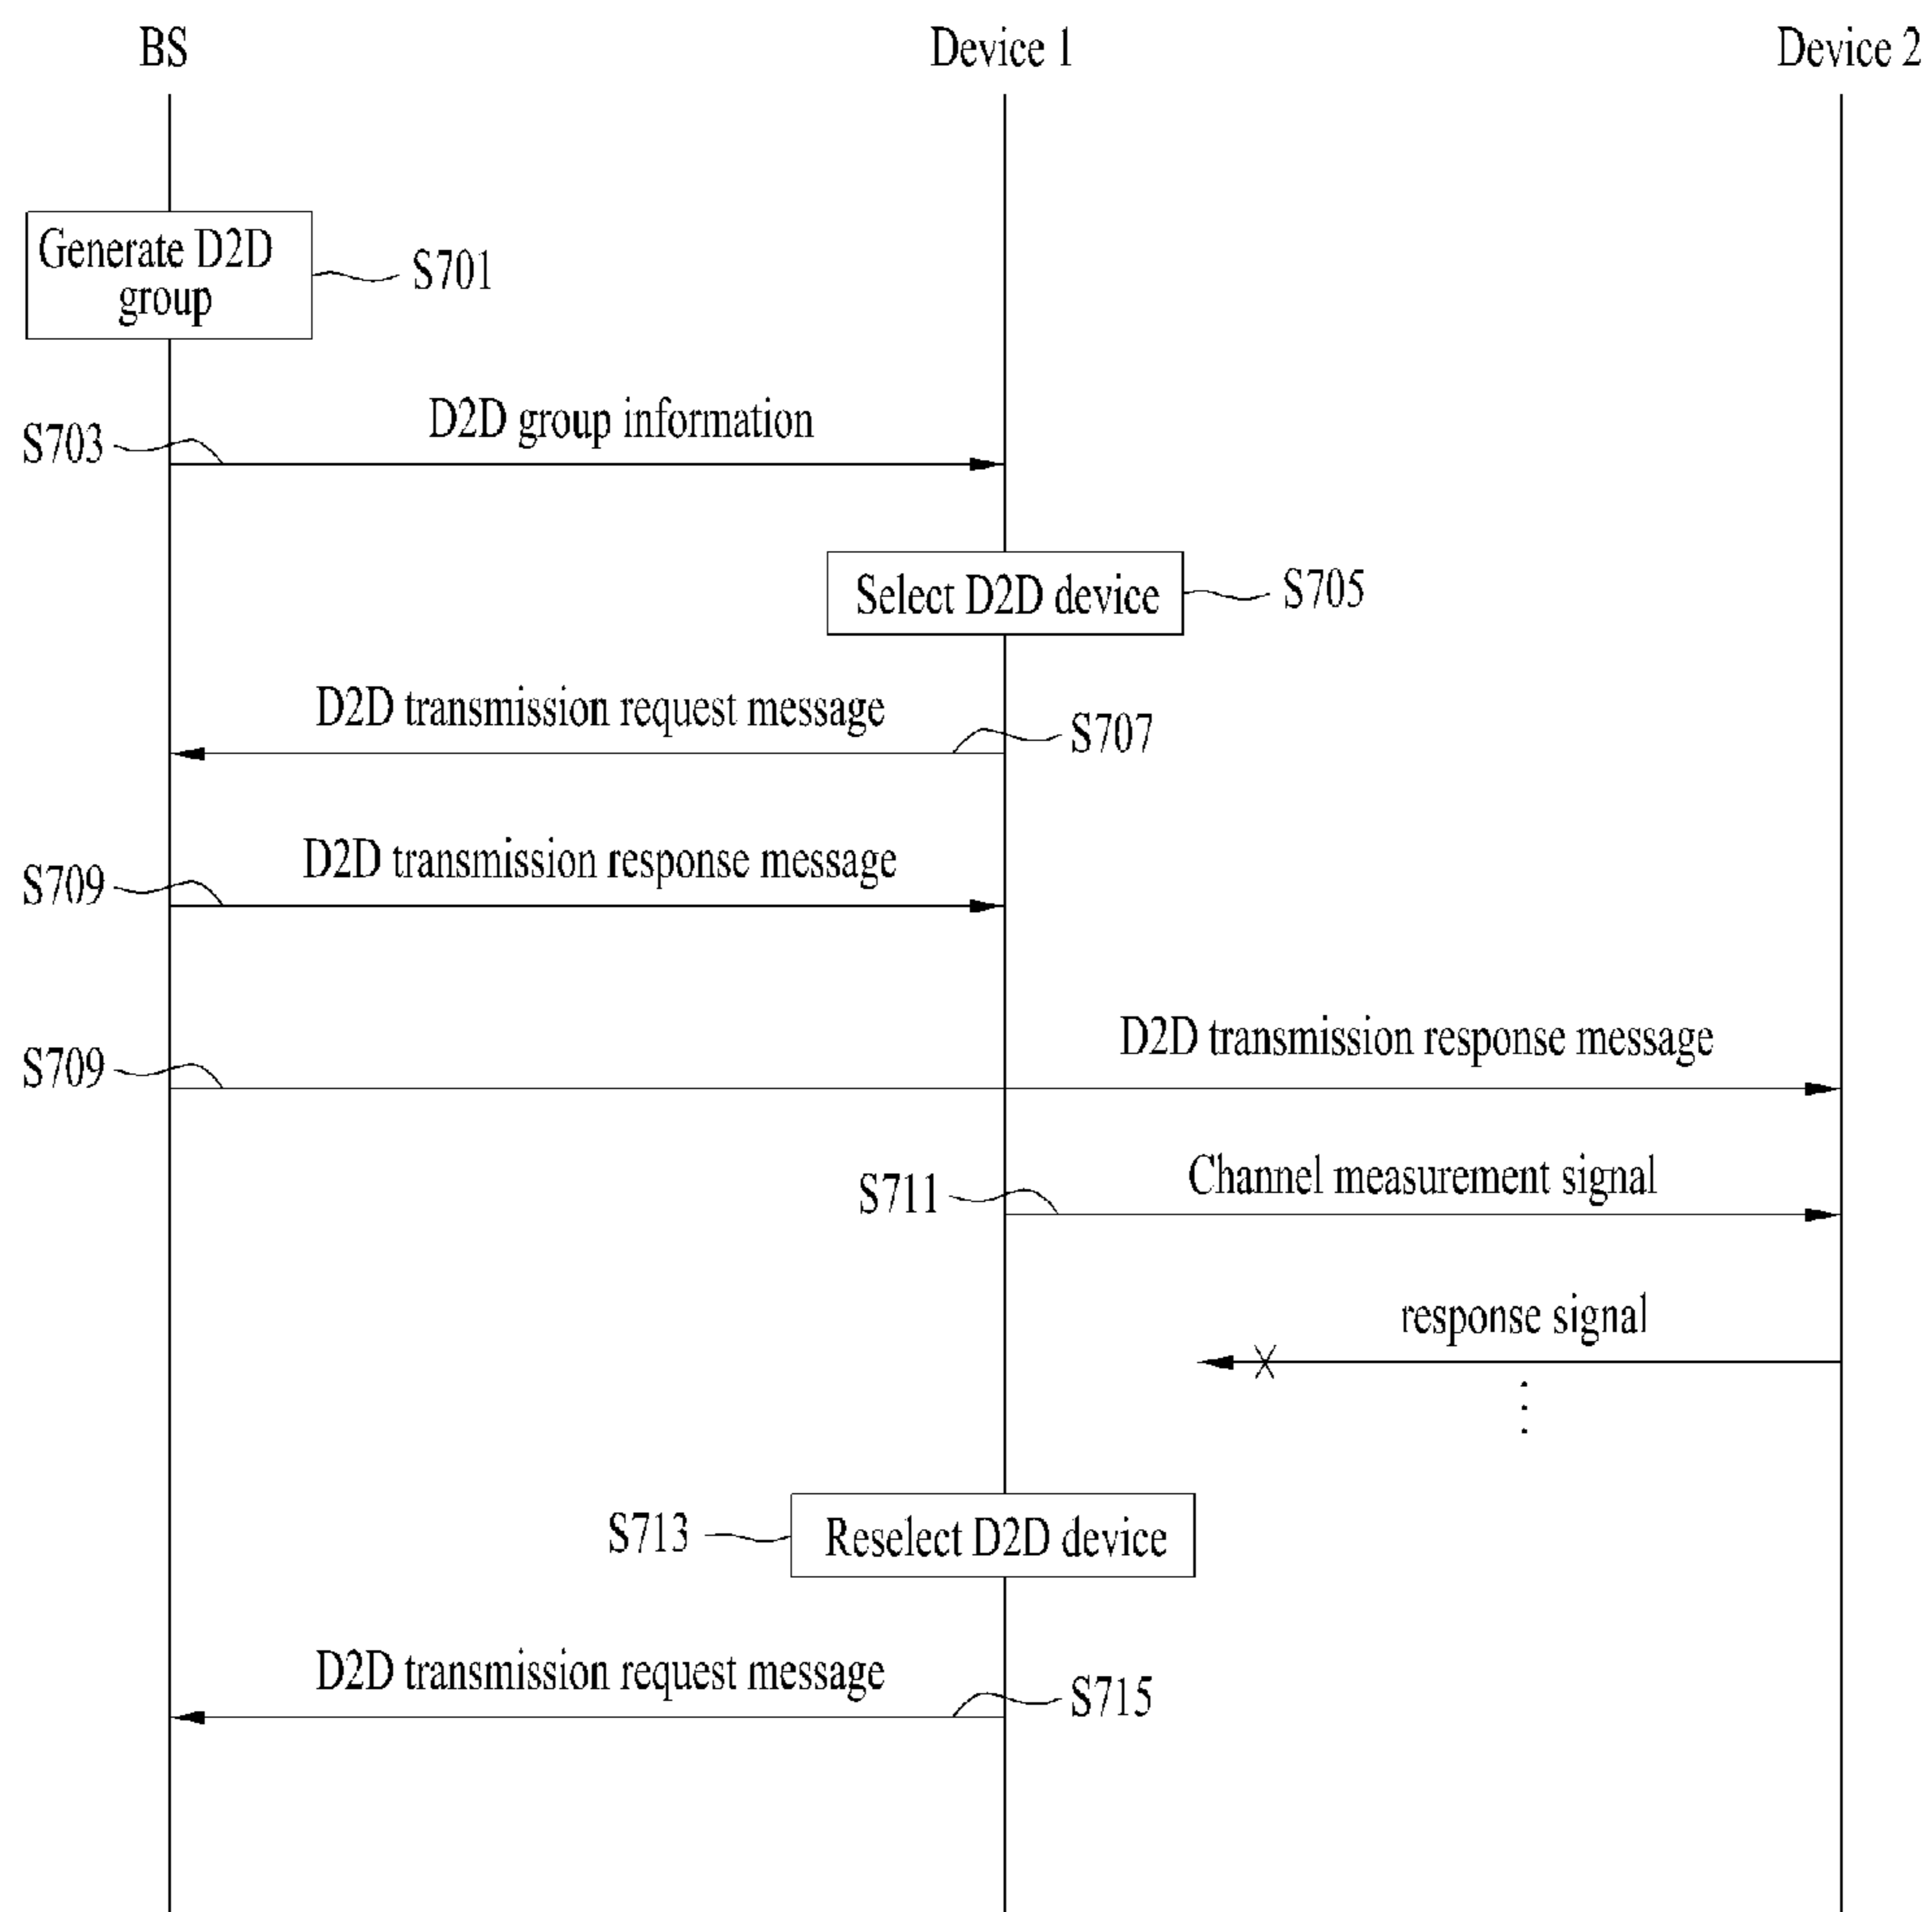 BS
Device 1
Device 2
Generate D2D
group
S701
D2D group information
S703
Select D2D device
S705
D2D transmission request message
S707
D2D transmission response message
S709
D2D transmission response message
S709
Channel measurement signal
S711
response signal
Reselect D2D device
S713
D2D transmission request message
S715